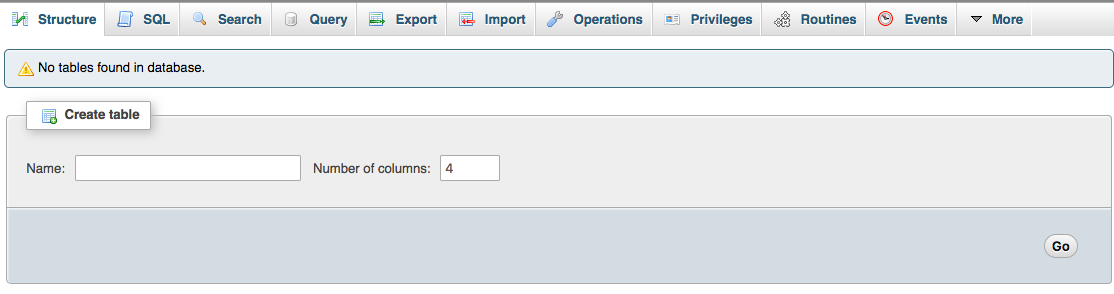 Structure SQL Search Query Export Import Operations Privileges Routines Events More
No tables found in database.
Create table
Name: Number of columns: 4
Go